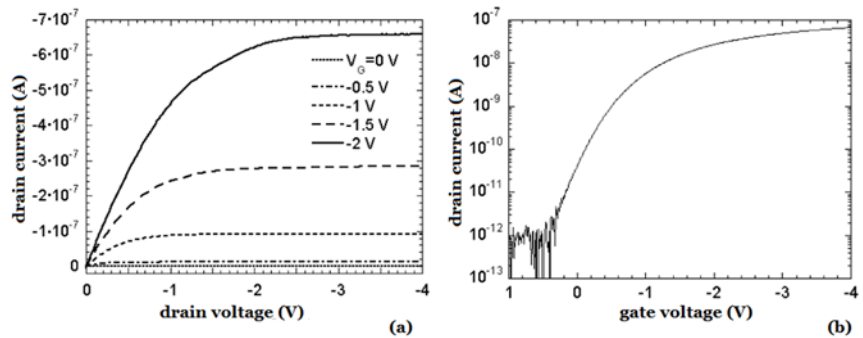 -7•10⁻⁷
-6•10⁻⁷
-5•10⁻⁷
-4•10⁻⁷
-3•10⁻⁷
-2•10⁻⁷
-1•10⁻⁷
0
drain current (A)
V_G=0 V
-0.5 V
-1 V
-1.5 V
-2 V
0 -1 -2 -3 -4
drain voltage (V)
(a)
10⁻⁷
10⁻⁸
10⁻⁹
10⁻¹⁰
10⁻¹¹
10⁻¹²
10⁻¹³
drain current (A)
1 0 -1 -2 -3 -4
gate voltage (V)
(b)